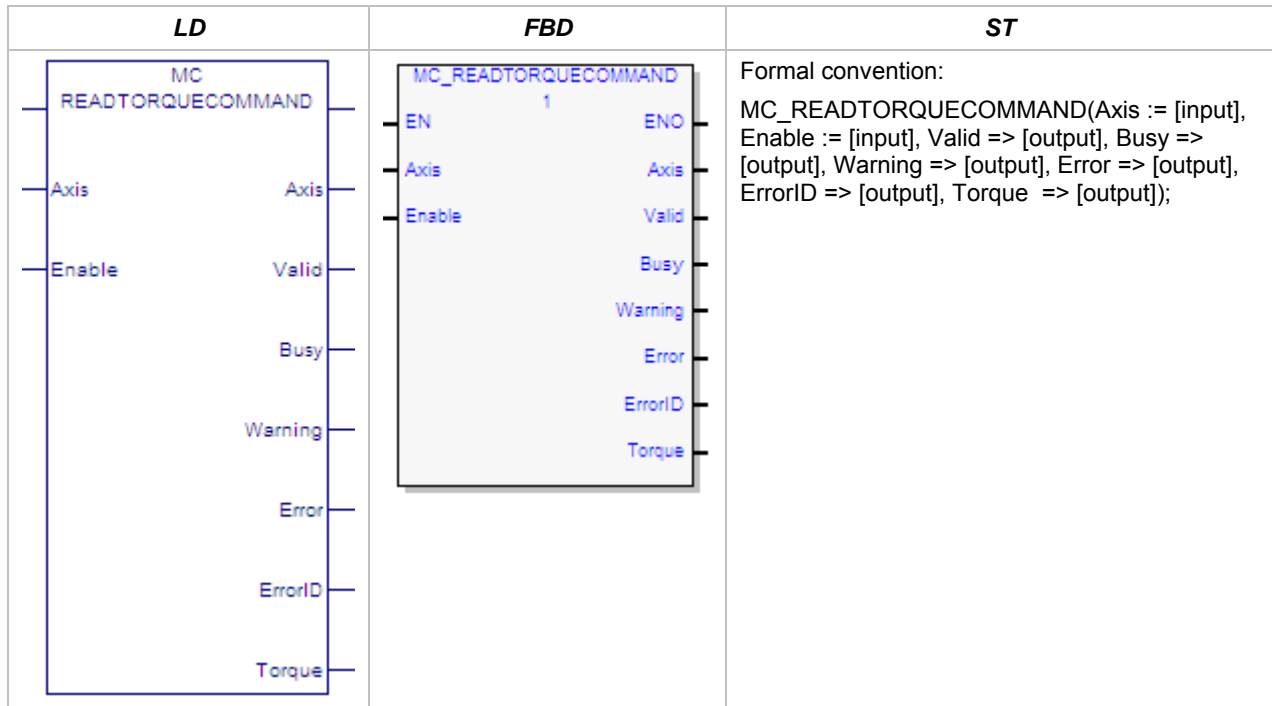 LD
FBD
ST
MC
READTORQUECOMMAND
Axis Axis
Enable Valid
Busy
Warning
Error
ErrorID
Torque
MC_READTORQUECOMMAND
1
EN ENO
Axis Axis
Enable Valid
Busy
Warning
Error
ErrorID
Torque
Formal convention:
MC_READTORQUECOMMAND(Axis := [input],
Enable := [input], Valid => [output], Busy =>
[output], Warning => [output], Error => [output],
ErrorID => [output], Torque => [output]);